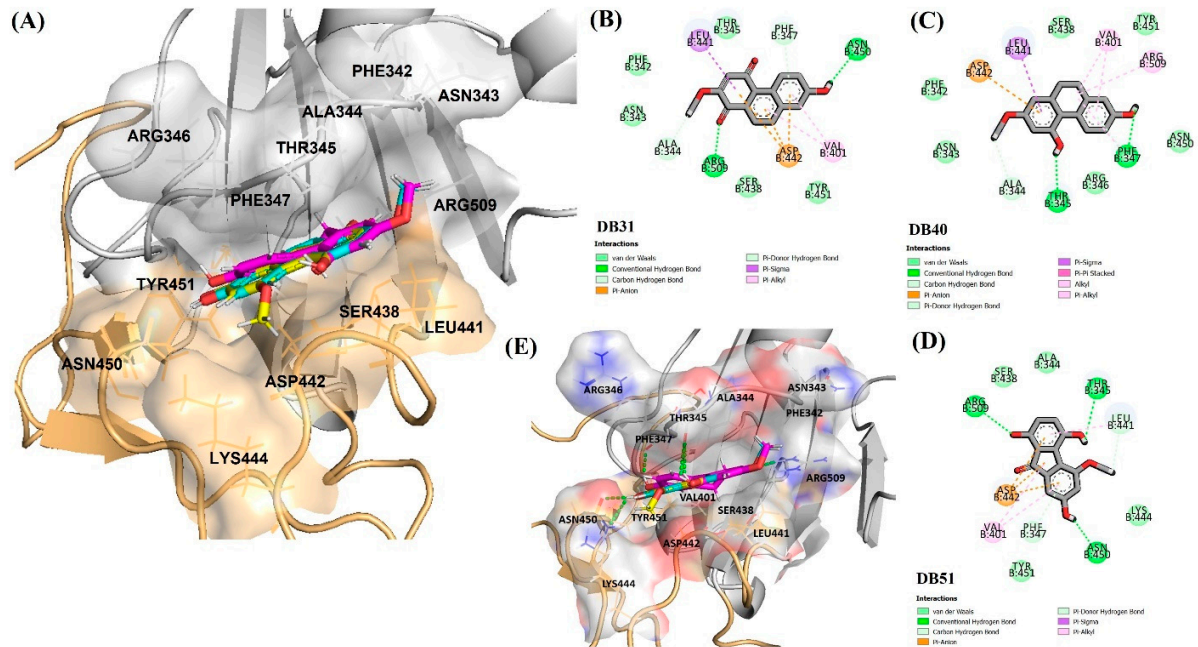 (A)
PHE342
ASN343
ALA344
ARG346
THR345
PHE347
ARG509
TYR451
SER438
LEU441
ASN450
ASP442
LYS444
(B)
LEU
B:441
THR
B:345
PHE
B:347
ASN
B:450
PHE
B:342
ASN
B:343
ALA
B:344
ARG
B:509
SER
B:438
ASP
B:442
TYR
B:451
VAL
B:401
DB31
Interactions
van der Waals
Conventional Hydrogen Bond
Carbon Hydrogen Bond
Pi-Anion
Pi-Donor Hydrogen Bond
Pi-Sigma
Pi-Alkyl
(C)
SER
B:438
TYR
B:451
LEU
B:441
VAL
B:401
ARG
B:509
ASP
B:442
PHE
B:342
ASN
B:450
ASN
B:343
PHE
B:347
ALA
B:344
ARG
B:346
THR
B:345
DB40
Interactions
van der Waals
Conventional Hydrogen Bond
Carbon Hydrogen Bond
Pi-Anion
Pi-Donor Hydrogen Bond
Pi-Sigma
Pi-Pi Stacked
Alkyl
Pi-Alkyl
(E)
ARG346
ASN343
ALA344
THR345
PHE342
PHE347
ARG509
VAL401
ASN450
TYR451
SER438
LEU441
ASP442
LYS444
(D)
ALA
B:344
SER
B:438
THR
B:345
ARG
B:509
LEU
B:441
ASP
B:442
LYS
B:444
VAL
B:401
PHE
B:347
ASN
B:450
TYR
B:451
DB51
Interactions
van der Waals
Conventional Hydrogen Bond
Carbon Hydrogen Bond
Pi-Anion
Pi-Donor Hydrogen Bond
Pi-Sigma
Pi-Alkyl